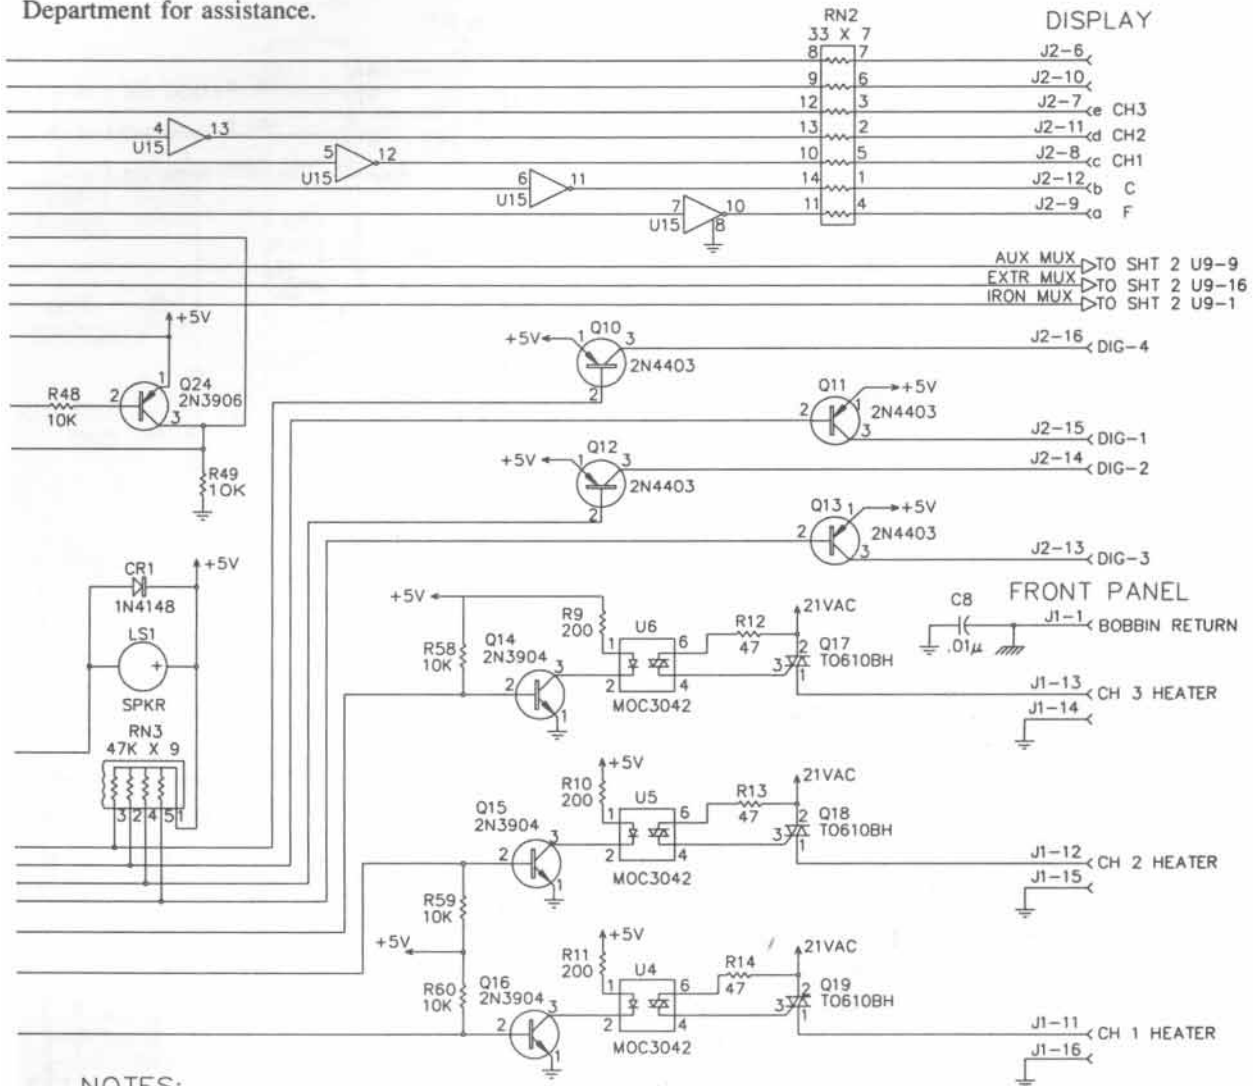 Department for assistance.
RN2
33 X 7
DISPLAY
8 7 J2-6
9 6 J2-10
12 3 J2-7 e CH3
4 13 13 2 J2-11 d CH2
U15
5 12 10 5 J2-8 c CH1
U15
6 11 14 1 J2-12 b C
U15
7 10 11 4 J2-9 a F
U15 8
AUX MUX TO SHT 2 U9-9
EXTR MUX TO SHT 2 U9-16
IRON MUX TO SHT 2 U9-1
+5V
R48
10K
2 1 3
Q24
2N3906
R49
10K
+5V 1 Q10 3
2N4403
2
J2-16 DIG-4
Q11 +5V
2 1 2N4403
3
J2-15 DIG-1
+5V 1 Q12 3
2N4403
2
J2-14 DIG-2
Q13 1 +5V
2 2N4403
3
J2-13 DIG-3
CR1 +5V
1N4148
LS1
+
SPKR
RN3
47K X 9
3 2 4 5 1
FRONT PANEL
C8
.01μ
J1-1 BOBBIN RETURN
+5V
R58
10K
Q14
2N3904
2 3 1
R9
200
U6
1 6
2 4
MOC3042
R12
47
21VAC
2 Q17
3 TO610BH
1
J1-13 CH 3 HEATER
J1-14
+5V
R10
200
Q15
2N3904
2 3 1
U5
1 6
2 4
MOC3042
R13
47
21VAC
2 Q18
3 TO610BH
1
J1-12 CH 2 HEATER
J1-15
R59
10K
+5V
R60
10K
+5V
R11
200
Q16
2N3904
2 3 1
U4
1 6
2 4
MOC3042
R14
47
21VAC
2 Q19
3 TO610BH
1
J1-11 CH 1 HEATER
J1-16
NOTES: